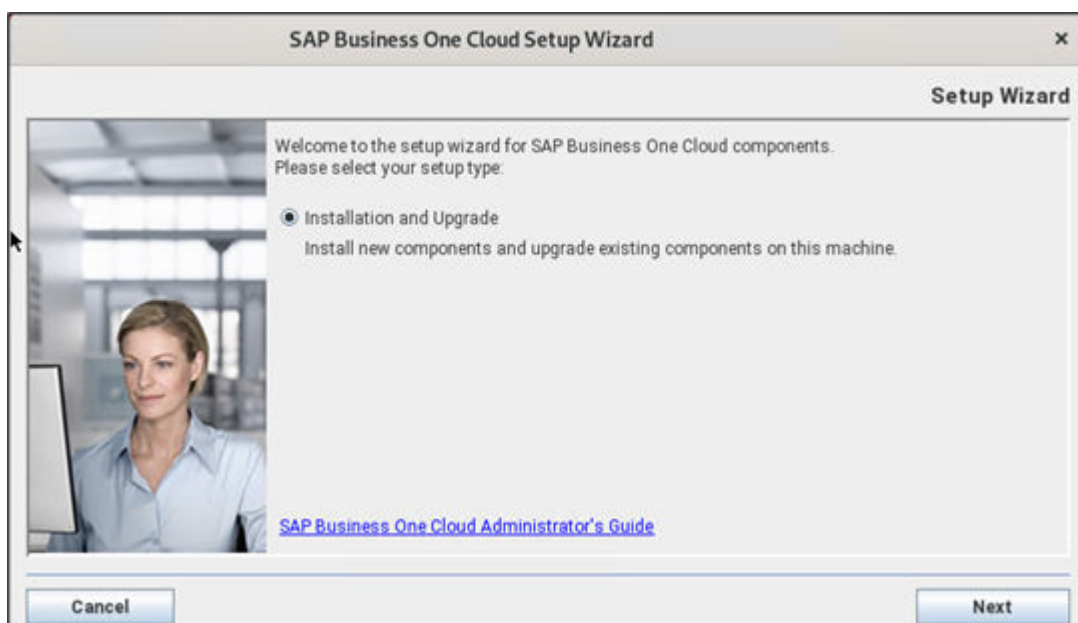 SAP Business One Cloud Setup Wizard
Setup Wizard
Welcome to the setup wizard for SAP Business One Cloud components.
Please select your setup type:
Installation and Upgrade
Install new components and upgrade existing components on this machine.
SAP Business One Cloud Administrator's Guide
Cancel
Next